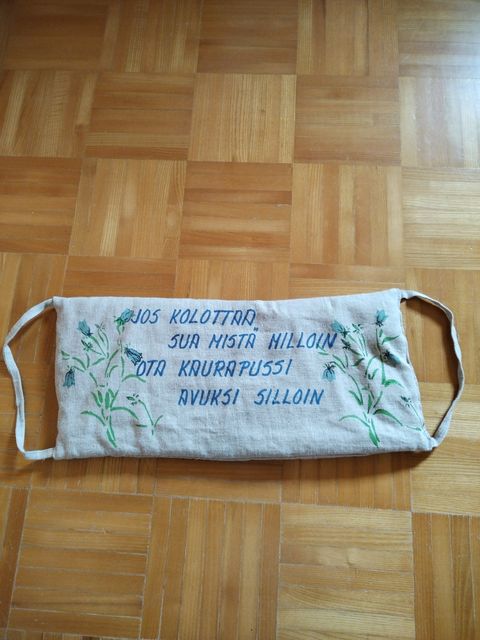 JOS KOLOTTAA
SUA MISTÄ MILLOIN
OTA KAURAPUSSI
AVUKSI SILLOIN